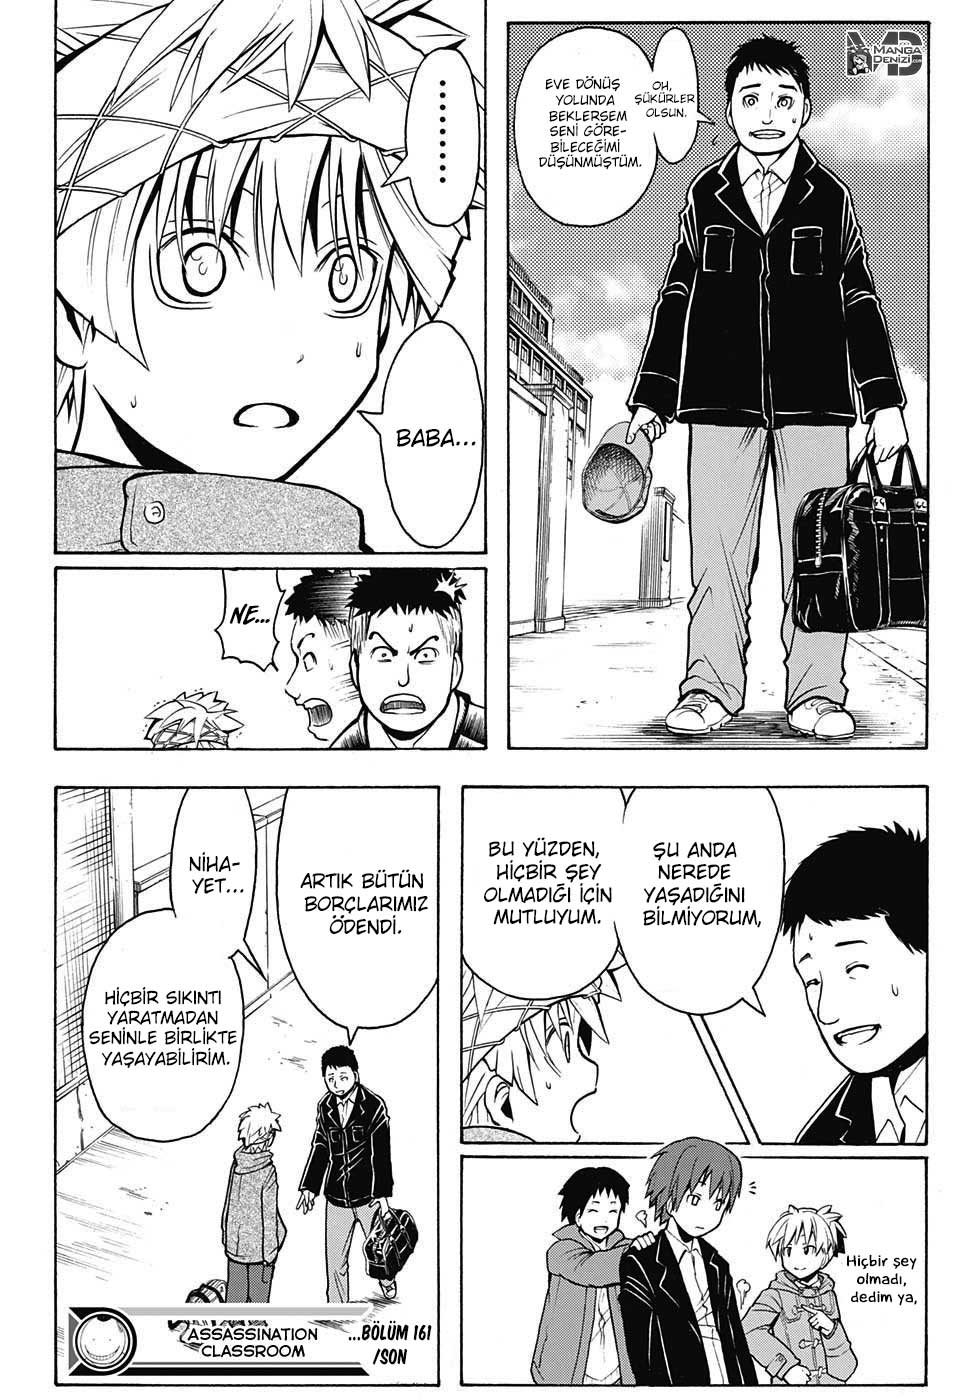 MANGA
DENİZİ.com
OH,
ŞÜKÜRLER
OLSUN.
EVE DÖNÜŞ
YOLUNDA
BEKLERSEM
SENİ GÖRE-
BİLECEĞİMİ
DÜŞÜNMÜŞTÜM.
.........
BABA...
NE...
ŞU ANDA
NEREDE
YAŞADIĞINI
BİLMİYORUM,
BU YÜZDEN,
HİÇBİR ŞEY
OLMADIĞI İÇİN
MUTLUYUM.
ARTIK BÜTÜN
BORÇLARIMIZ
ÖDENDİ.
NİHA-
YET...
HİÇBİR SIKINTI
YARATMADAN
SENİNLE BİRLİKTE
YAŞAYABİLİRİM.
Hiçbir şey
olmadı,
dedim ya,
ASSASSINATION
CLASSROOM
...BÖLÜM 161
/SON